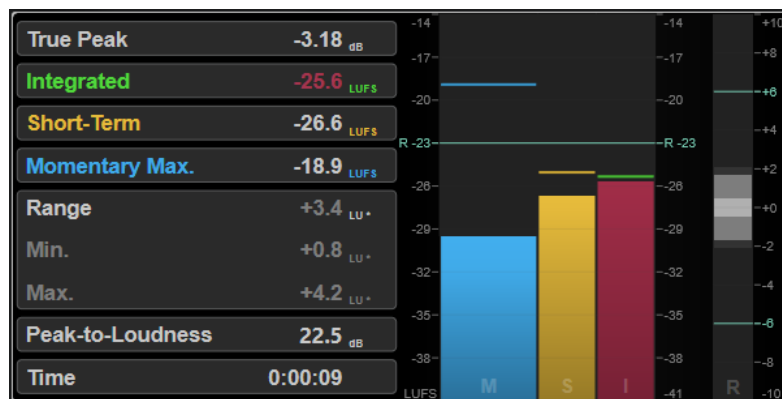 True Peak -3.18 dB
Integrated -25.6 LUFS
Short-Term -26.6 LUFS
Momentary Max. -18.9 LUFS
Range +3.4 LU*
Min. +0.8 LU*
Max. +4.2 LU*
Peak-to-Loudness 22.5 dB
Time 0:00:09
-14 -14 +10
-17 -17 +8
-20 -20 +6
R -23 R -23 +4
-26 -26 +2
-29 -29 +0
-32 -32 -2
-35 -35 -4
-38 -38 -6
-8
LUFS M S I -41 R -10